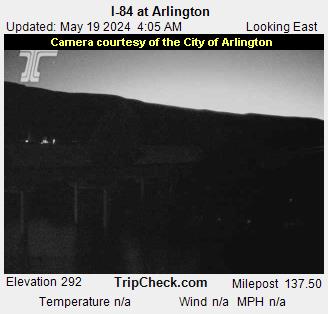 I-84 at Arlington
Updated: May 19 2024 4:05 AM Looking East
Camera courtesy of the City of Arlington
Elevation 292 TripCheck.com Milepost 137.50
Temperature n/a Wind n/a MPH n/a